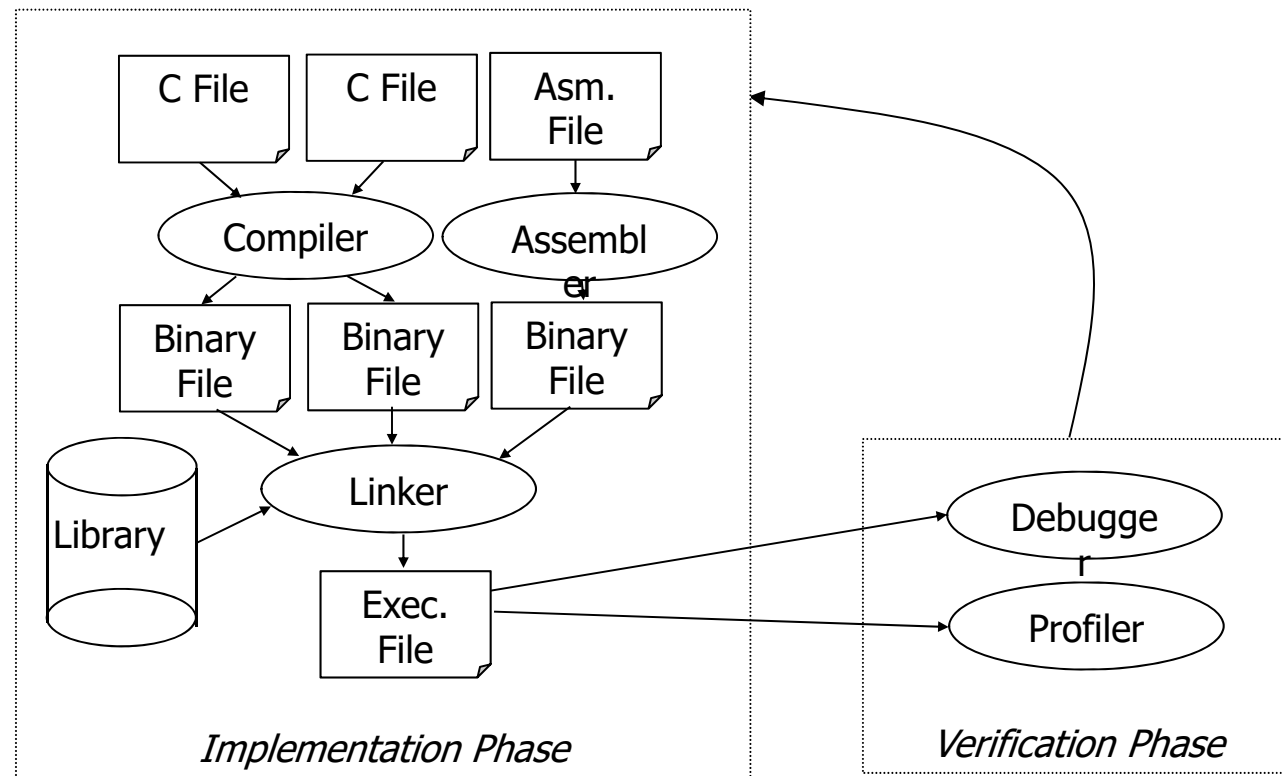 C File
C File
Asm.
File
Compiler
Assembl
er
Binary
File
Binary
File
Binary
File
Library
Linker
Exec.
File
Debugge
r
Profiler
Implementation Phase
Verification Phase